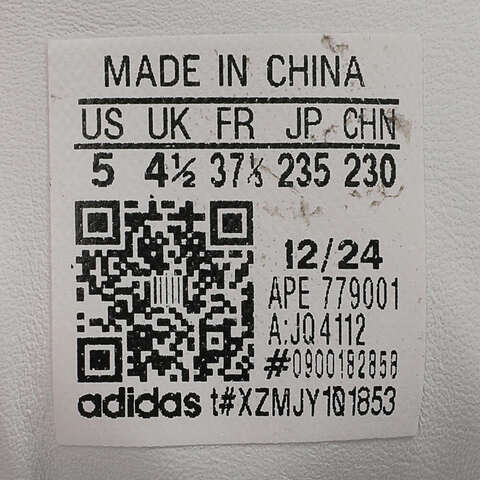 MADE IN CHINA
US UK FR JP CHN
5 4½ 37⅓ 235 230
12/24
APE 779001
A:JQ4112
#0900182858
adidas t#XZMJY101853